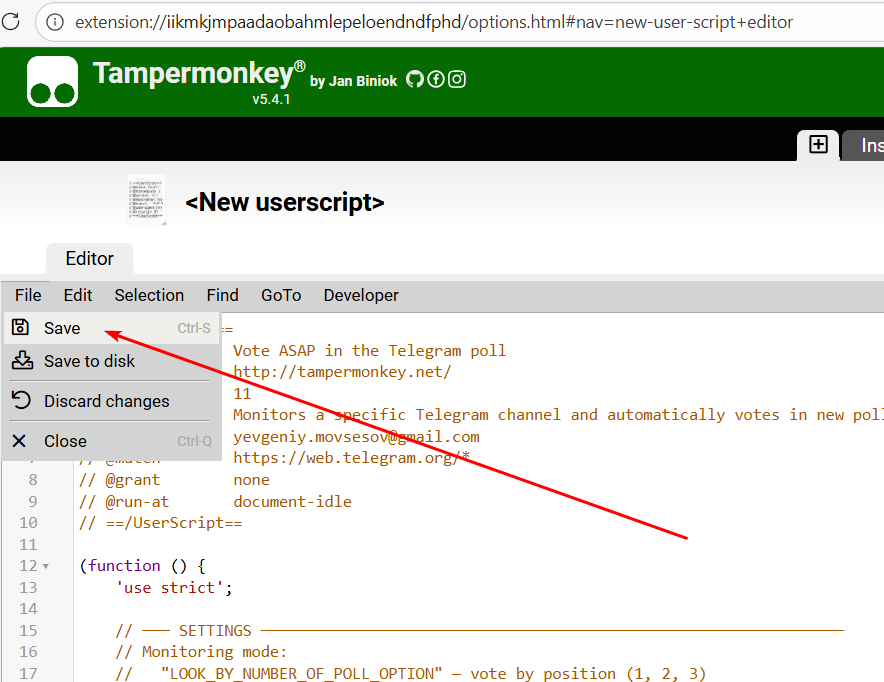 extension://iikmkjmpaadaobahmlepeloendndfphd/options.html#nav=new-user-script+editor
Tampermonkey® by Jan Biniok
v5.4.1
Ins
<New userscript>
Editor
File Edit Selection Find GoTo Developer
Save Ctrl-S ==
Vote ASAP in the Telegram poll
Save to disk
http://tampermonkey.net/
11
Discard changes
Monitors a specific Telegram channel and automatically votes in new poll
yevgeniy.movsesov@gmail.com
Close Ctrl-Q
https://web.telegram.org/*
8 // @grant none
9 // @run-at document-idle
10 // ==/UserScript==
11
12 (function () {
13 'use strict';
14
15 // ─── SETTINGS ───────────────────────────────────────────────────────────────
16 // Monitoring mode:
17 // "LOOK_BY_NUMBER_OF_POLL_OPTION" — vote by position (1, 2, 3)